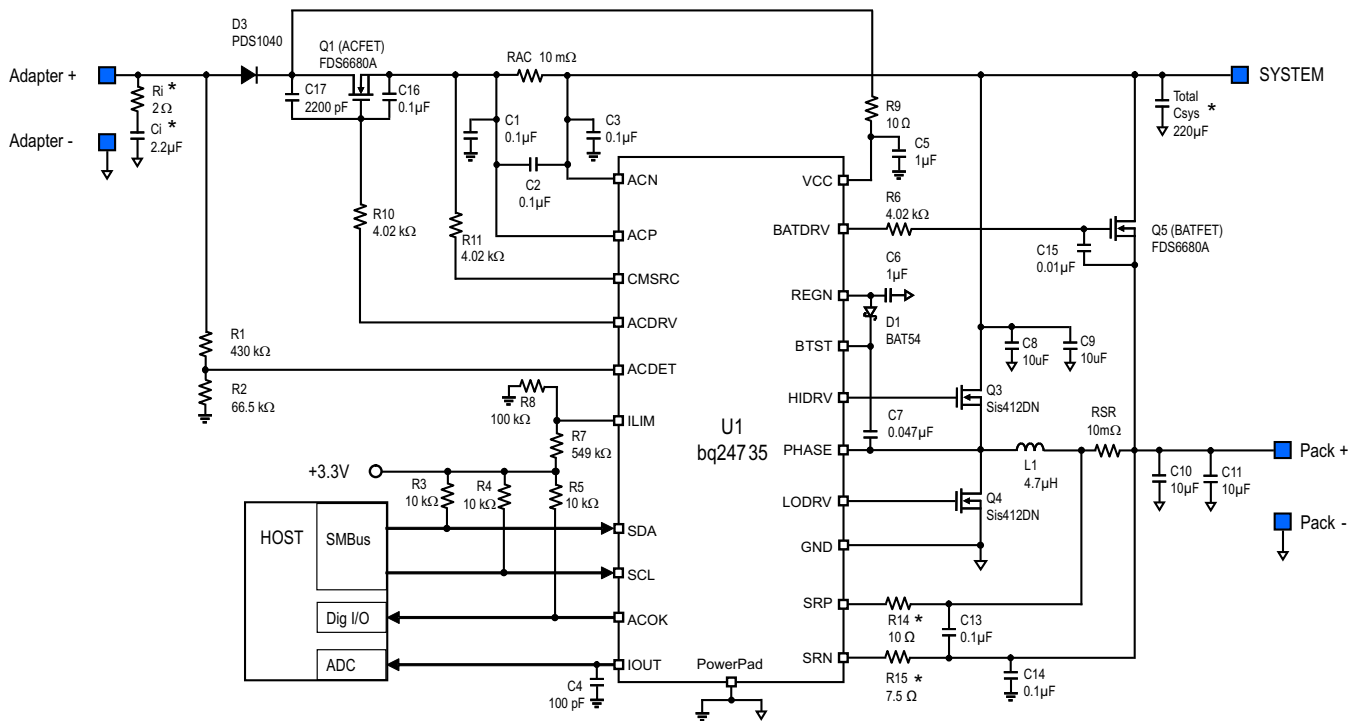 D3
PDS1040
Q1 (ACFET)
FDS6680A
RAC 10 mΩ
Adapter +
SYSTEM
Ri *
2 Ω
Ci *
2.2µF
Adapter -
C17
2200 pF
C16
0.1µF
C1
0.1µF
C3
0.1µF
C2
0.1µF
R9
10 Ω
C5
1µF
Total
Csys *
220µF
R10
4.02 kΩ
R11
4.02 kΩ
R6
4.02 kΩ
Q5 (BATFET)
FDS6680A
C15
0.01µF
C6
1µF
D1
BAT54
R1
430 kΩ
R2
66.5 kΩ
R8
100 kΩ
R7
549 kΩ
C8
10uF
C9
10uF
Q3
Sis412DN
C7
0.047µF
ACN
ACP
CMSRC
ACDRV
ACDET
ILIM
SDA
SCL
ACOK
IOUT
U1
bq24735
PowerPad
VCC
BATDRV
REGN
BTST
HIDRV
PHASE
LODRV
GND
SRP
SRN
L1
4.7µH
RSR
10mΩ
Pack +
C10
10µF
C11
10µF
Q4
Sis412DN
Pack -
+3.3V
R3
10 kΩ
R4
10 kΩ
R5
10 kΩ
HOST
SMBus
Dig I/O
ADC
C4
100 pF
R14 *
10 Ω
C13
0.1µF
R15 *
7.5 Ω
C14
0.1µF